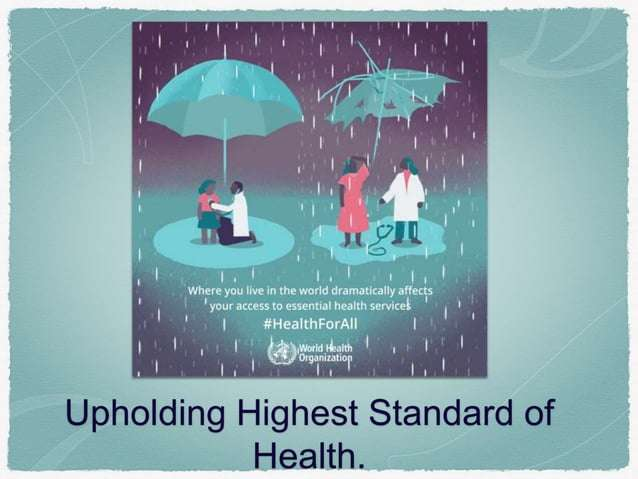 Where you live in the world dramatically affects
your access to essential health services
#HealthForAll
World Health
Organization
Upholding Highest Standard of
Health.